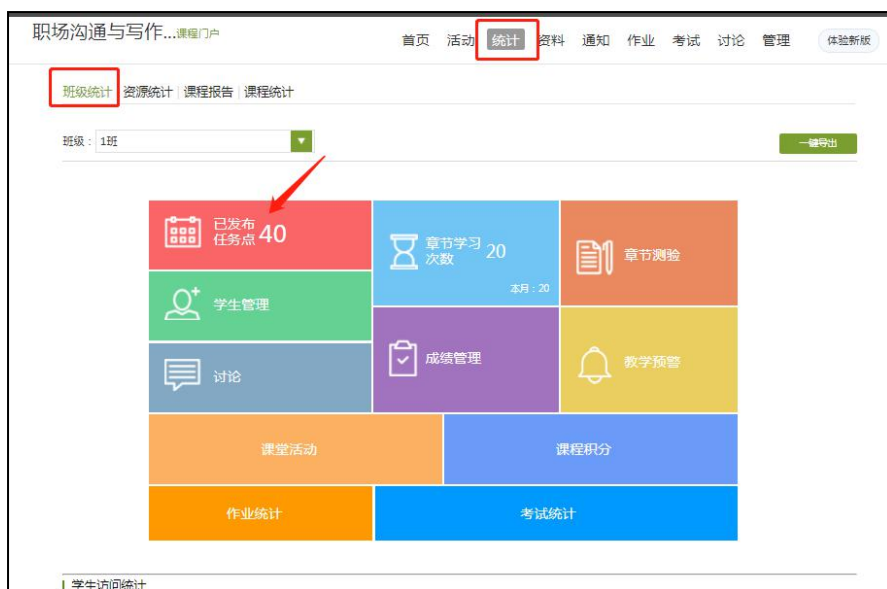 职场沟通与写作...课程门户
首页 活动 统计 资料 通知 作业 考试 讨论 管理 体验新版
班级统计 资源统计 课程报告 课程统计
班级：1班
一键导出
已发布
任务点 40
章节学习
次数 20
本月：20
章节测验
学生管理
成绩管理
教学预警
讨论
课堂活动
课程积分
作业统计
考试统计
学生访问统计